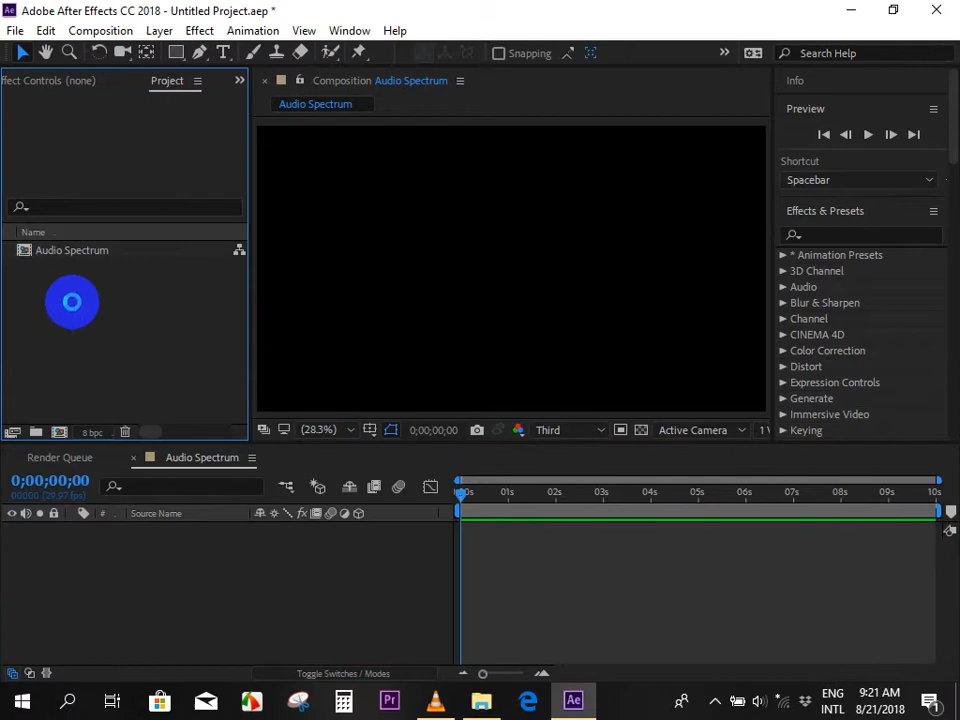 Adobe After Effects CC 2018 - Untitled Project.aep *
File Edit Composition Layer Effect Animation View Window Help
Snapping
Search Help
ffect Controls (none)
Project
Composition Audio Spectrum
Audio Spectrum
Info
Preview
Shortcut
Spacebar
Effects & Presets
Name
Audio Spectrum
* Animation Presets
3D Channel
Audio
Blur & Sharpen
Channel
CINEMA 4D
Color Correction
Distort
Expression Controls
Generate
Immersive Video
Keying
8 bpc
(28.3%)
0;00;00;00
Third
Active Camera
Render Queue
Audio Spectrum
0;00;00;00
00000 (29.97 fps)
01s 02s 03s 04s 05s 06s 07s 08s 09s 10s
# Source Name
Toggle Switches / Modes
ENG
INTL
9:21 AM
8/21/2018